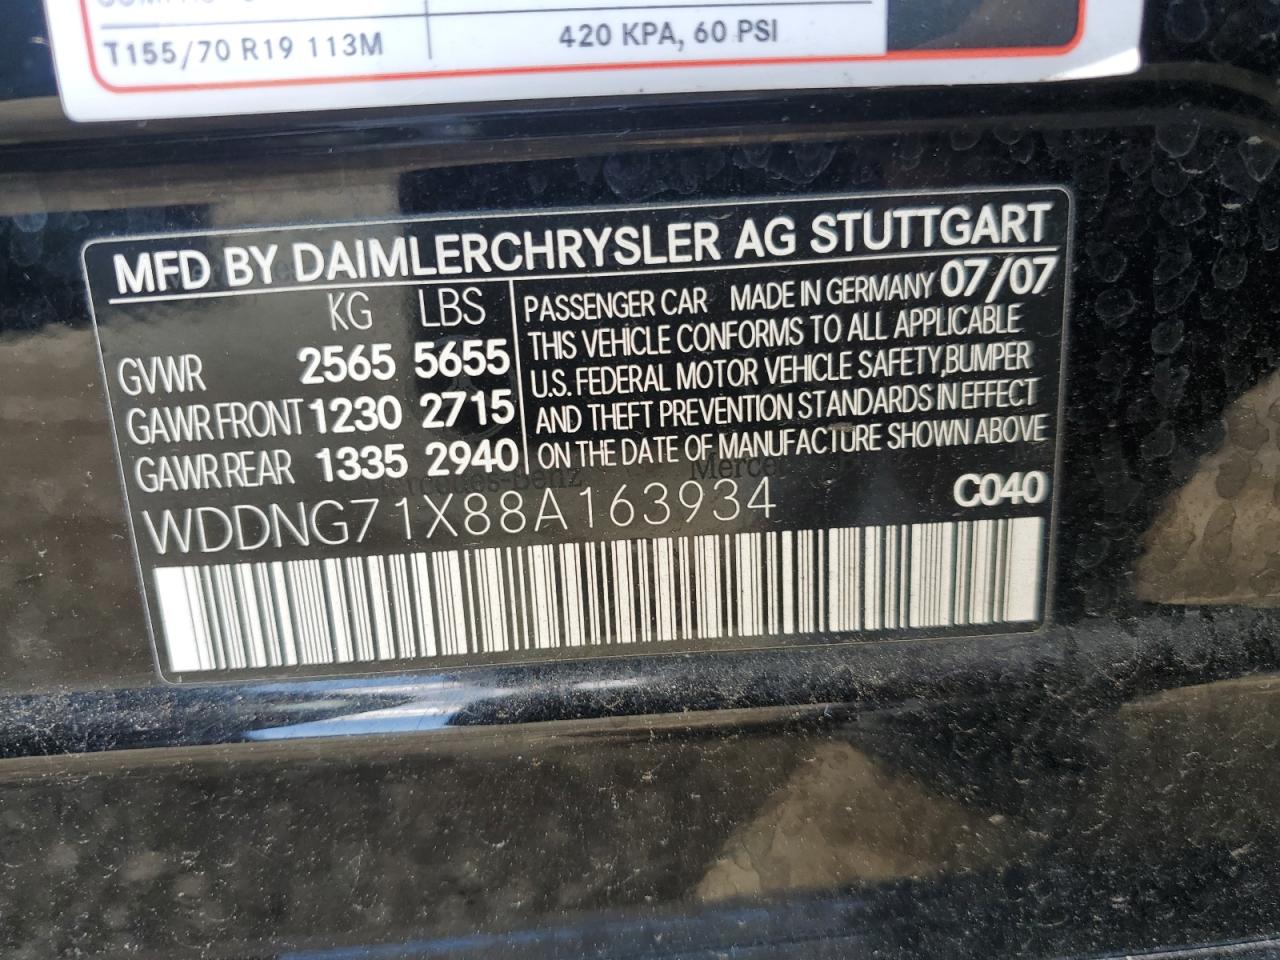 T155/70 R19 113M 420 KPA, 60 PSI
MFD BY DAIMLERCHRYSLER AG STUTTGART
KG LBS
GVWR 2565 5655
GAWR FRONT 1230 2715
GAWR REAR 1335 2940
PASSENGER CAR MADE IN GERMANY 07/07
THIS VEHICLE CONFORMS TO ALL APPLICABLE
U.S. FEDERAL MOTOR VEHICLE SAFETY,BUMPER
AND THEFT PREVENTION STANDARDS IN EFFECT
ON THE DATE OF MANUFACTURE SHOWN ABOVE
WDDNG71X88A163934 C040